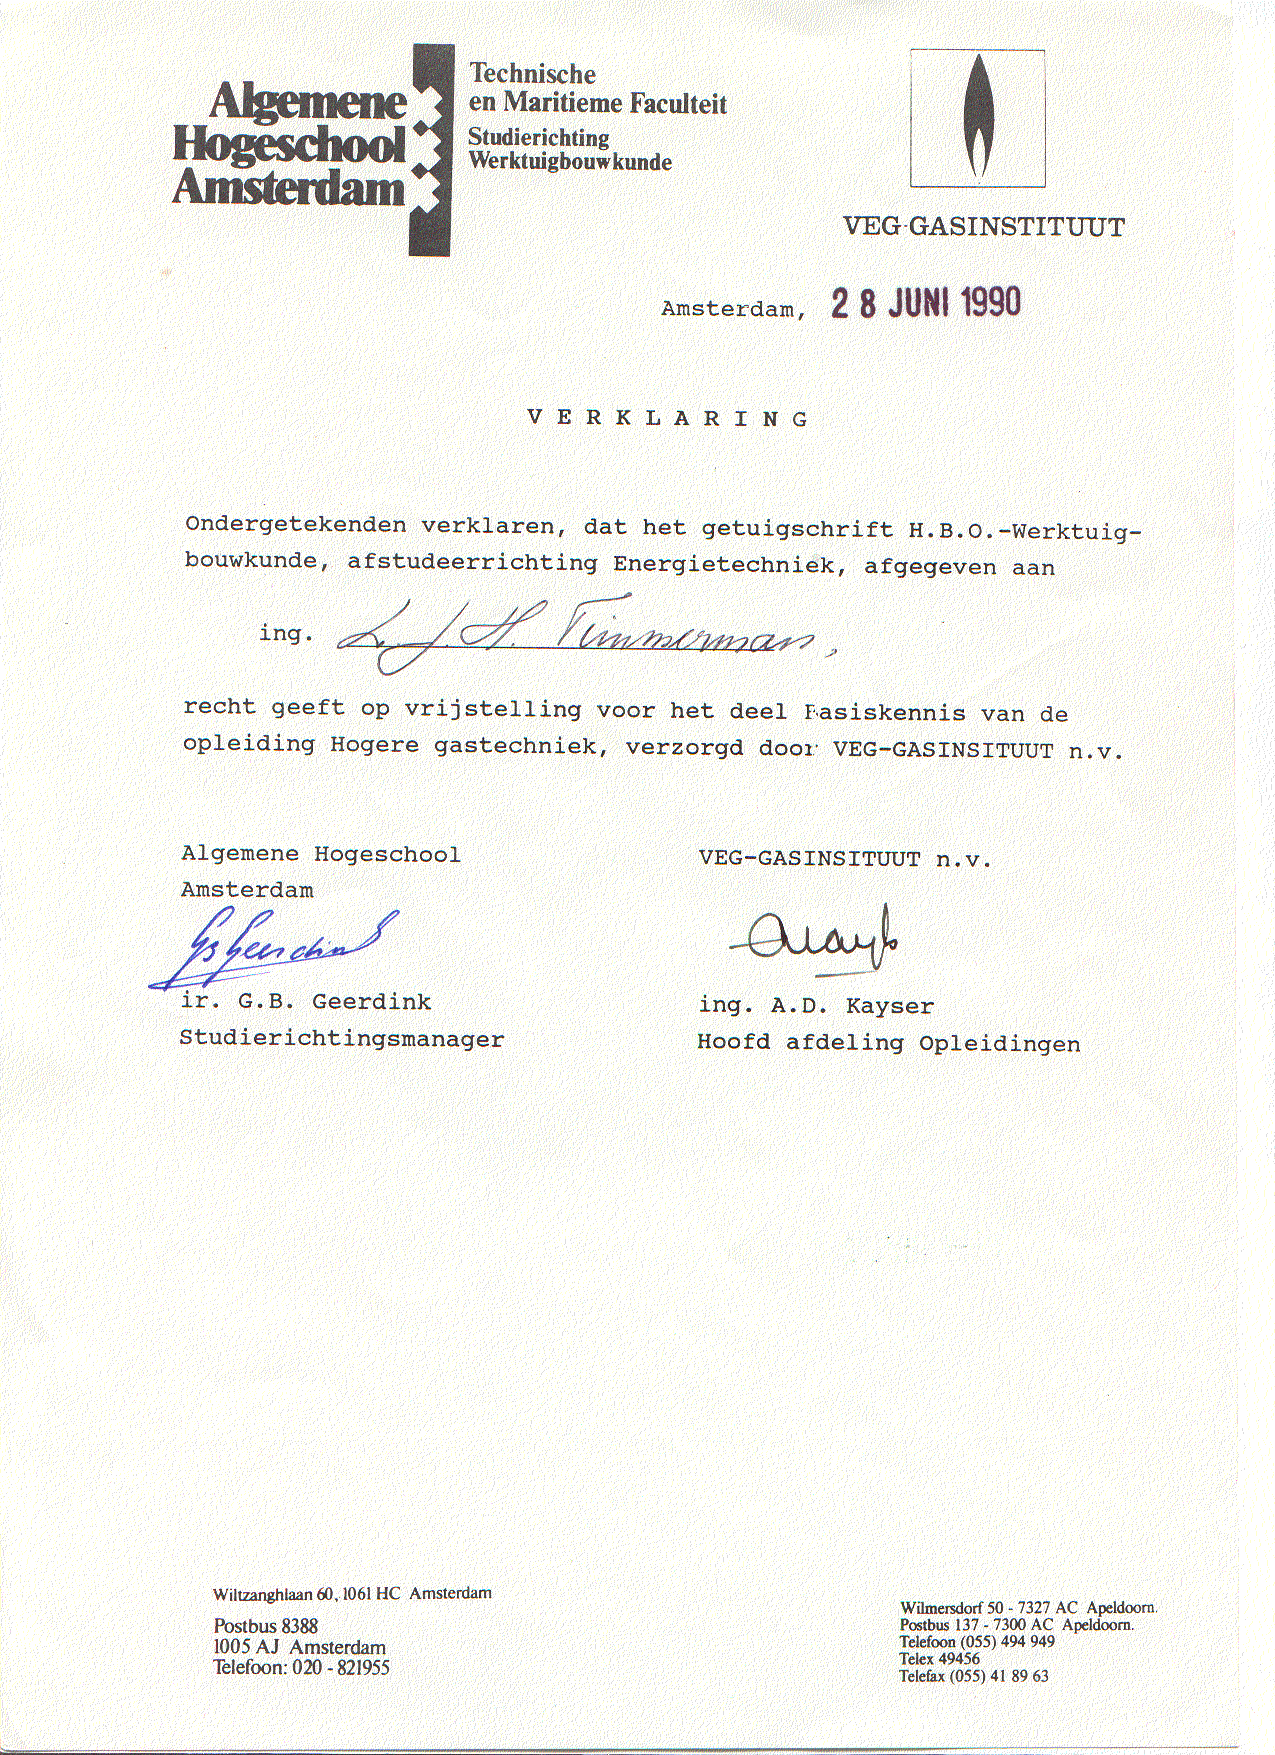 Algemene
Hogeschool
Amsterdam
Technische
en Maritieme Faculteit
Studierichting
Werktuigbouwkunde
VEG-GASINSTITUUT
Amsterdam, 28 JUNI 1990
VERKLARING
Ondergetekenden verklaren, dat het getuigschrift H.B.O.-Werktuig-
bouwkunde, afstudeerrichting Energietechniek, afgegeven aan
ing. L.J.H. Timmerman,
recht geeft op vrijstelling voor het deel Basiskennis van de
opleiding Hogere gastechniek, verzorgd door VEG-GASINSITUUT n.v.
Algemene Hogeschool
Amsterdam
VEG-GASINSITUUT n.v.
GB Geerdink
ir. G.B. Geerdink
Studierichtingsmanager
ing. A.D. Kayser
Hoofd afdeling Opleidingen
Wiltzanghlaan 60, 1061 HC Amsterdam
Postbus 8388
1005 AJ Amsterdam
Telefoon: 020 - 821955
Wilmersdorf 50 - 7327 AC Apeldoorn.
Postbus 137 - 7300 AC Apeldoorn.
Telefoon (055) 494 949
Telex 49456
Telefax (055) 41 89 63